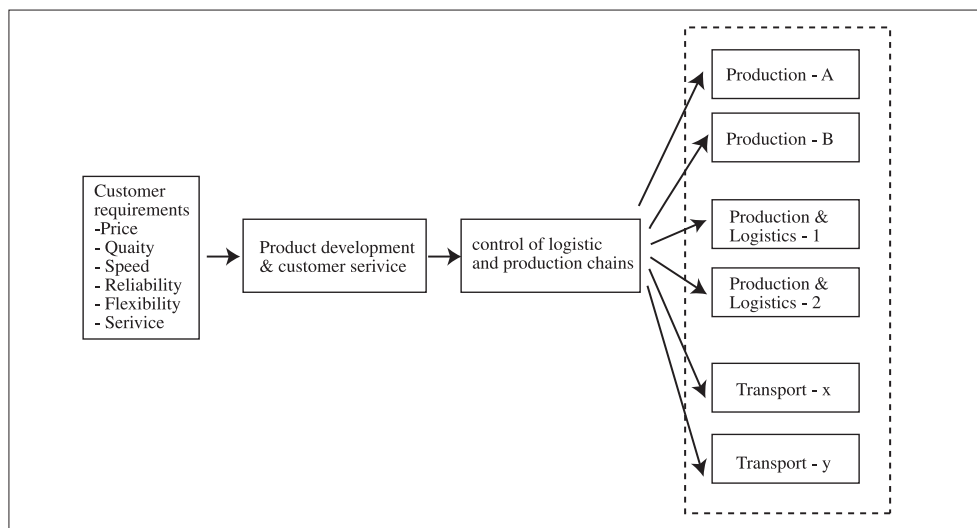 Customer
requirements
-Price
- Quaity
- Speed
- Reliability
- Flexibility
- Serivice
Product development
& customer serivice
control of logistic
and production chains
Production - A
Production - B
Production &
Logistics - 1
Production &
Logistics - 2
Transport - x
Transport - y